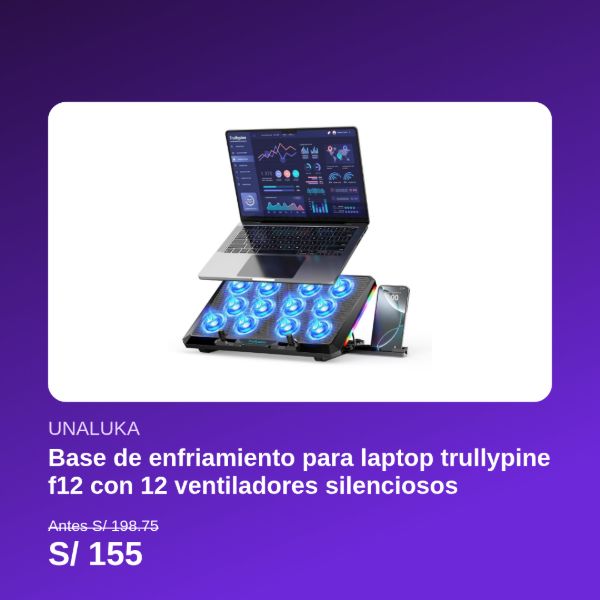 UNALUKA
Base de enfriamiento para laptop trullypine
f12 con 12 ventiladores silenciosos
Antes S/ 198.75
S/ 155